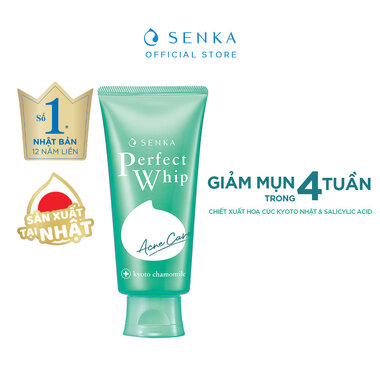 SENKA
OFFICIAL STORE
Số
1
NHẬT BẢN
12 NĂM LIỀN
SẢN XUẤT
TẠI NHẬT
SENKA
Perfect
Whip
Acne Care
kyoto chamomile
GIẢM MỤN TRONG 4 TUẦN
CHIẾT XUẤT HOA CÚC KYOTO NHẬT & SALICYLIC ACID